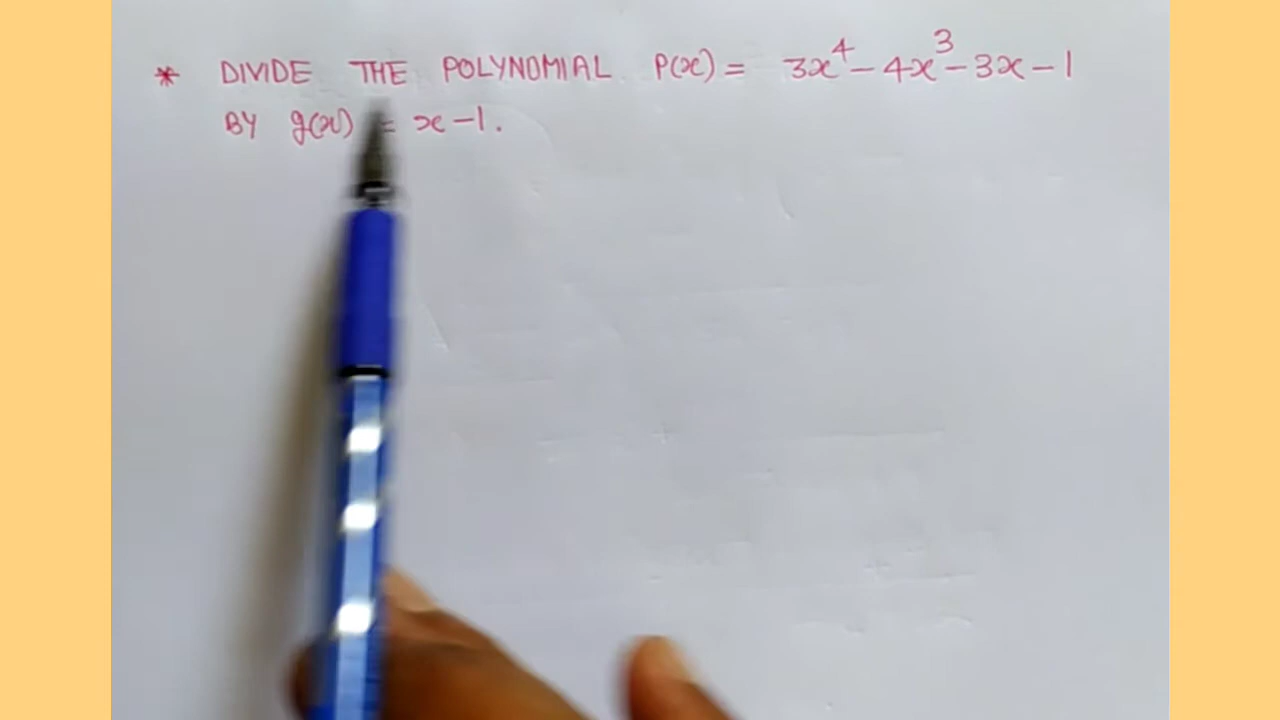 * DIVIDE THE POLYNOMIAL P(x) = 3x⁴ - 4x³ - 3x - 1
BY g(x) = x - 1.